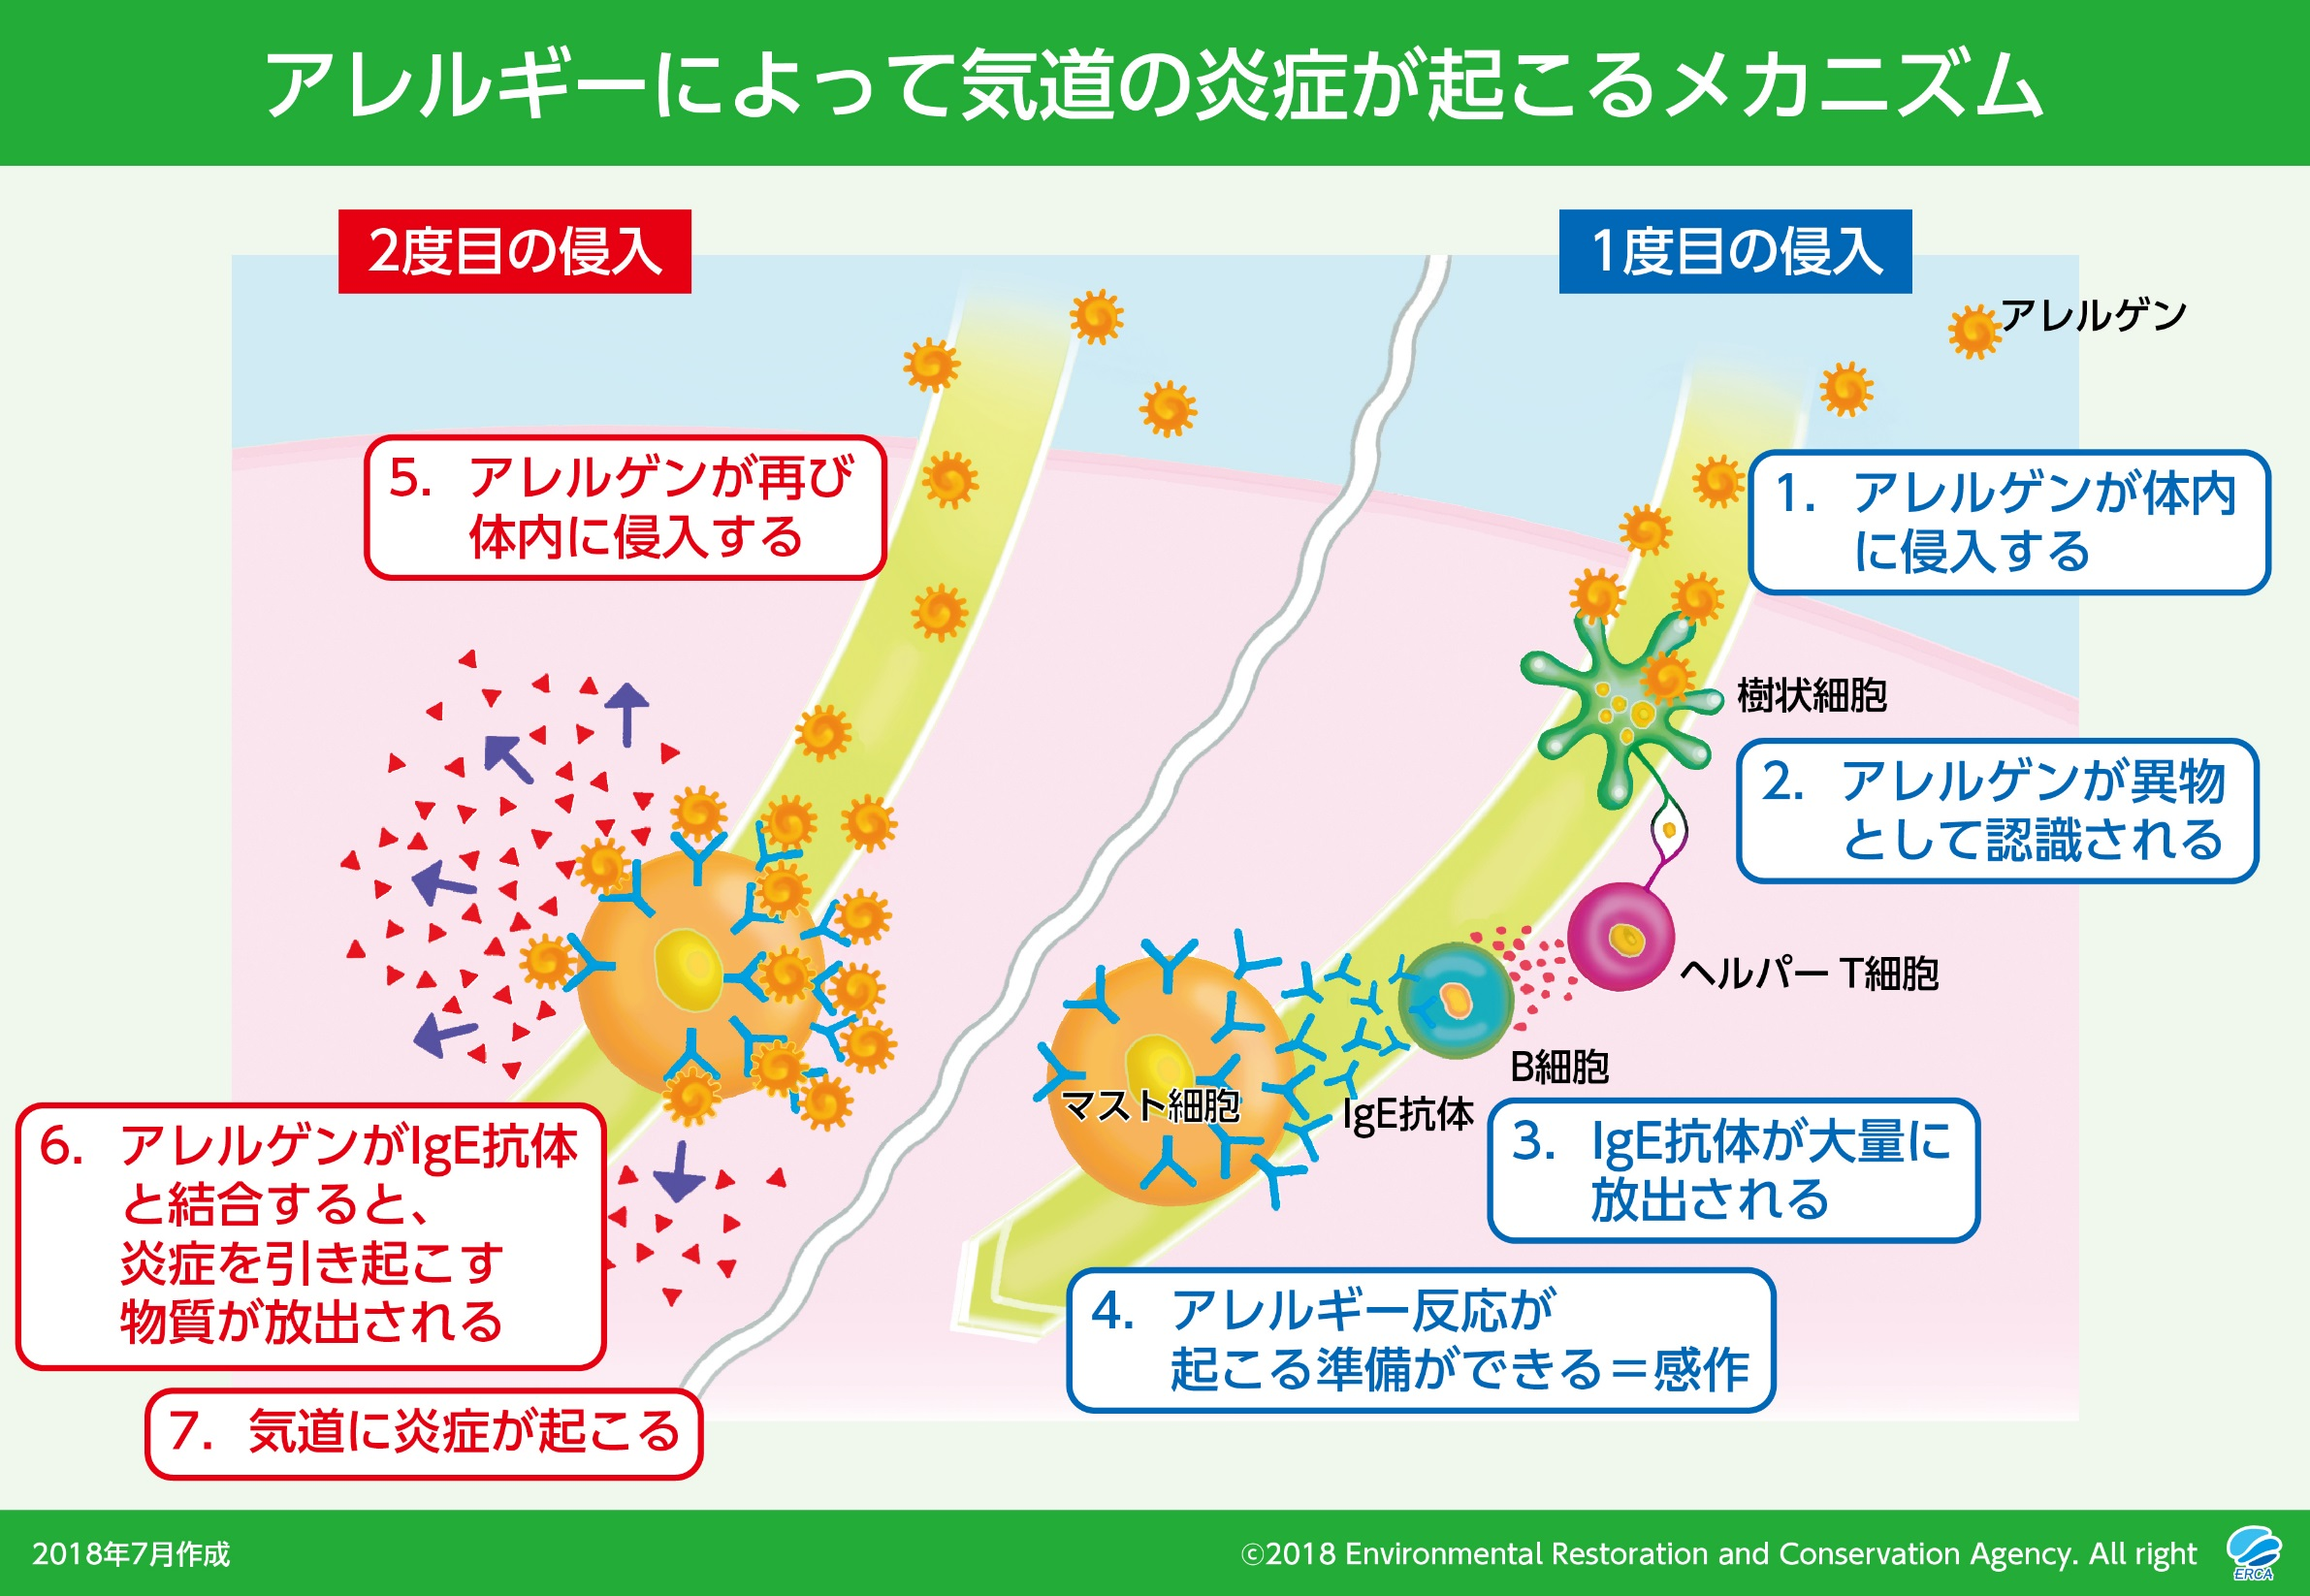 アレルギーによって気道の炎症が起こるメカニズム
1度目の侵入
アレルゲン
1. アレルゲンが体内
に侵入する
樹状細胞
2. アレルゲンが異物
として認識される
ヘルパーT細胞
B細胞
IgE抗体
マスト細胞
3. IgE抗体が大量に
放出される
4. アレルギー反応が
起こる準備ができる＝感作
2度目の侵入
5. アレルゲンが再び
体内に侵入する
6. アレルゲンがIgE抗体
と結合すると、
炎症を引き起こす
物質が放出される
7. 気道に炎症が起こる
2018年7月作成
©2018 Environmental Restoration and Conservation Agency. All right
ERCA